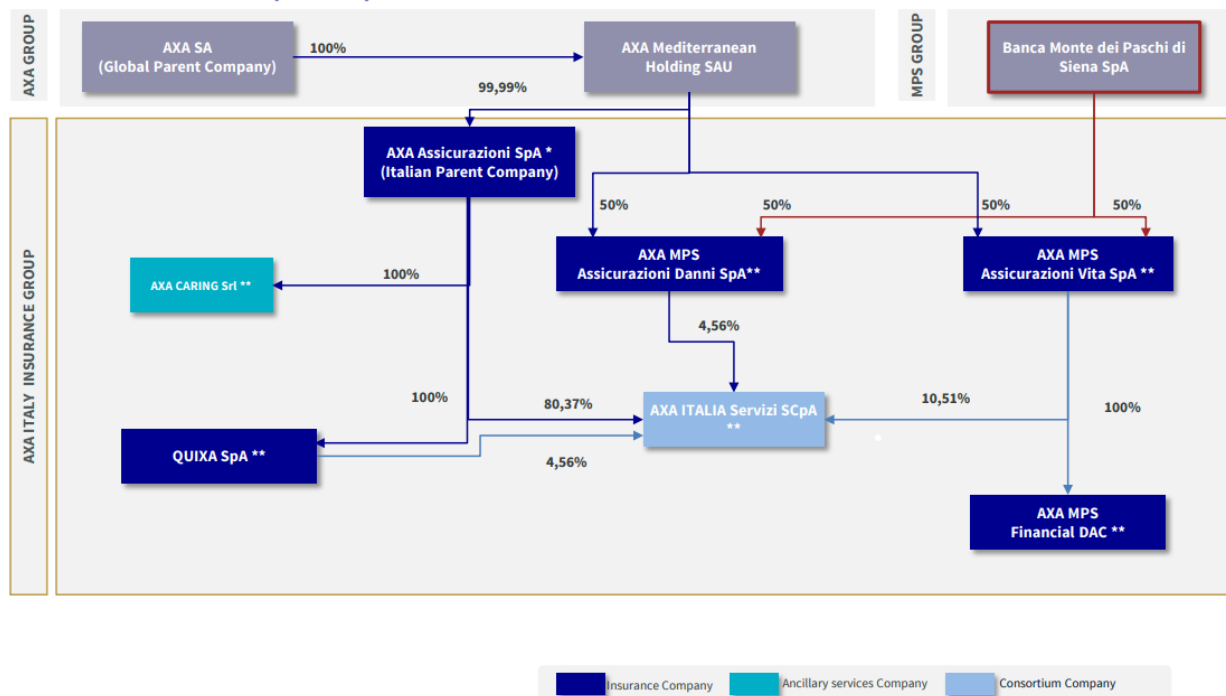 AXA GROUP
AXA SA
(Global Parent Company)
100%
AXA Mediterranean
Holding SAU
MPS GROUP
Banca Monte dei Paschi di
Siena SpA
99,99%
AXA ITALY INSURANCE GROUP
AXA Assicurazioni SpA *
(Italian Parent Company)
50%
50%
50%
50%
AXA MPS
Assicurazioni Danni SpA**
AXA MPS
Assicurazioni Vita SpA **
AXA CARING Srl **
100%
4,56%
100%
80,37%
AXA ITALIA Servizi SCpA
**
10,51%
100%
QUIXA SpA **
4,56%
AXA MPS
Financial DAC **
Insurance Company
Ancillary services Company
Consortium Company